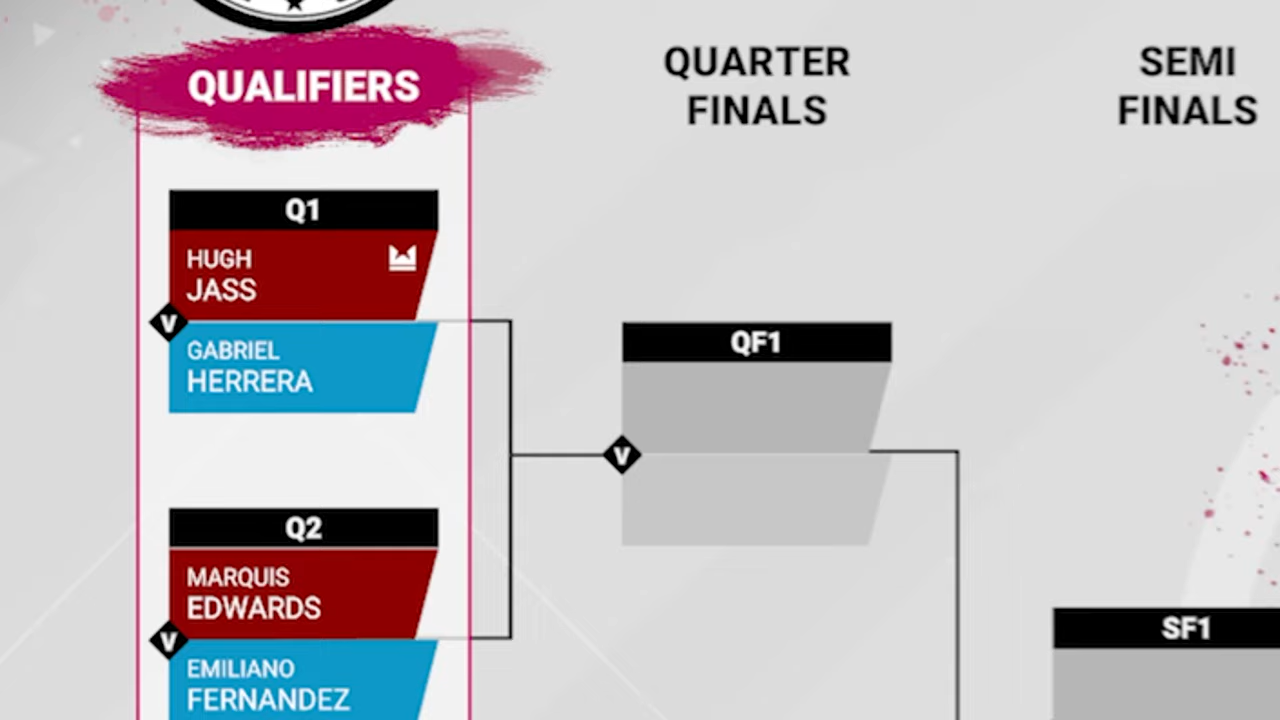 QUALIFIERS
QUARTER
FINALS
SEMI
FINALS
Q1
HUGH
JASS
V
GABRIEL
HERRERA
QF1
V
Q2
MARQUIS
EDWARDS
V
EMILIANO
FERNANDEZ
SF1